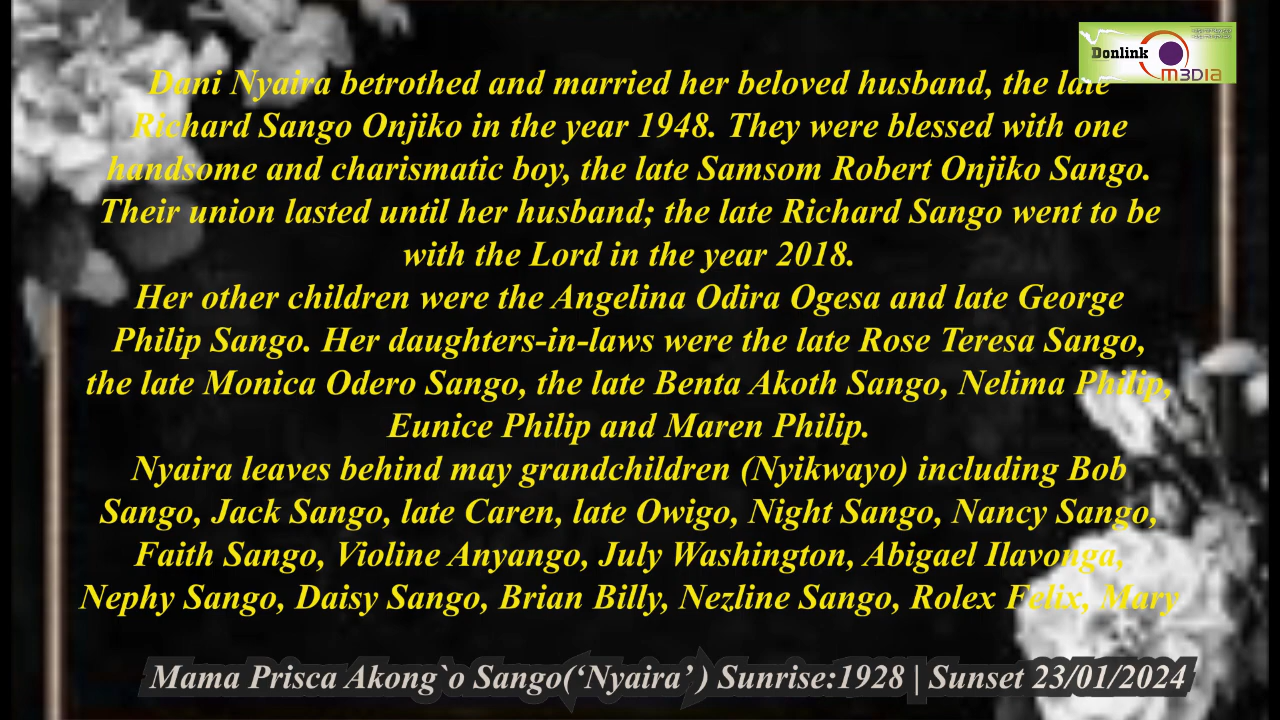 Donlink
M3DIA
Dani Nyaira betrothed and married her beloved husband, the late
Richard Sango Onjiko in the year 1948. They were blessed with one
handsome and charismatic boy, the late Samsom Robert Onjiko Sango.
Their union lasted until her husband; the late Richard Sango went to be
with the Lord in the year 2018.
Her other children were the Angelina Odira Ogesa and late George
Philip Sango. Her daughters-in-laws were the late Rose Teresa Sango,
the late Monica Odero Sango, the late Benta Akoth Sango, Nelima Philip,
Eunice Philip and Maren Philip.
Nyaira leaves behind may grandchildren (Nyikwayo) including Bob
Sango, Jack Sango, late Caren, late Owigo, Night Sango, Nancy Sango,
Faith Sango, Violine Anyango, July Washington, Abigael Ilavonga,
Nephy Sango, Daisy Sango, Brian Billy, Nezline Sango, Rolex Felix, Mary
Mama Prisca Akong`o Sango(‘Nyaira’ ) Sunrise:1928 | Sunset 23/01/2024